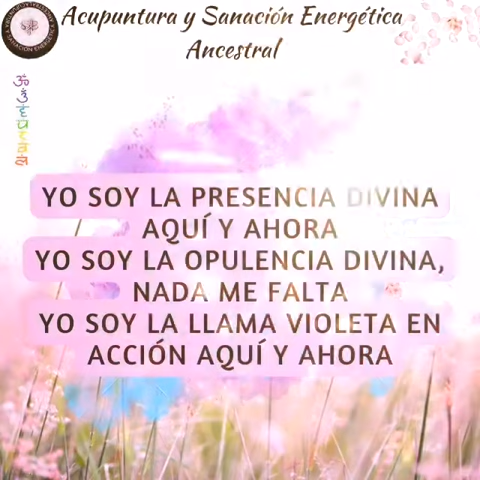 Acupuntura y Sanación Energética
Ancestral
YO SOY LA PRESENCIA DIVINA
AQUÍ Y AHORA
YO SOY LA OPULENCIA DIVINA,
NADA ME FALTA
YO SOY LA LLAMA VIOLETA EN
ACCIÓN AQUÍ Y AHORA